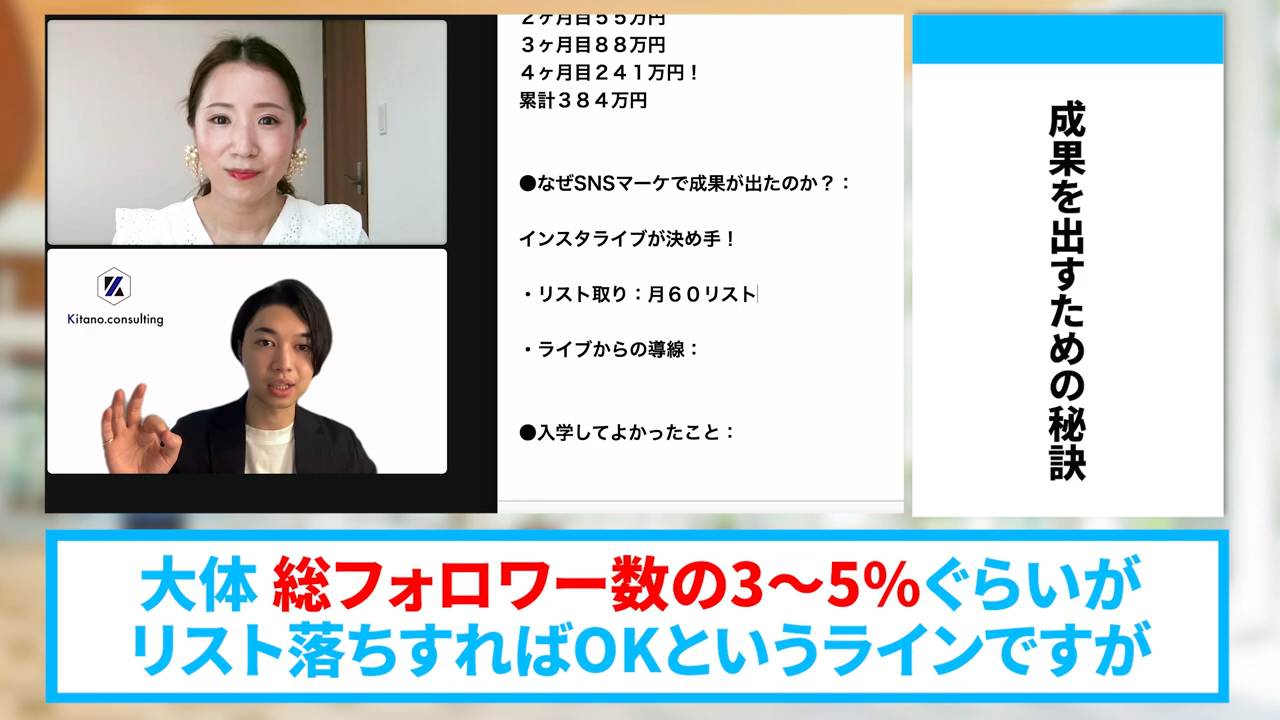 2ヶ月目５５万円
３ヶ月目８８万円
４ヶ月目２４１万円！
累計３８４万円
●なぜSNSマーケで成果が出たのか？：
インスタライブが決め手！
・リスト取り：月６０リスト
・ライブからの導線：
●入学してよかったこと：
Kitano.consulting
成果を出すための秘訣
大体 総フォロワー数の3〜5%ぐらいが
リスト落ちすればOKというラインですが